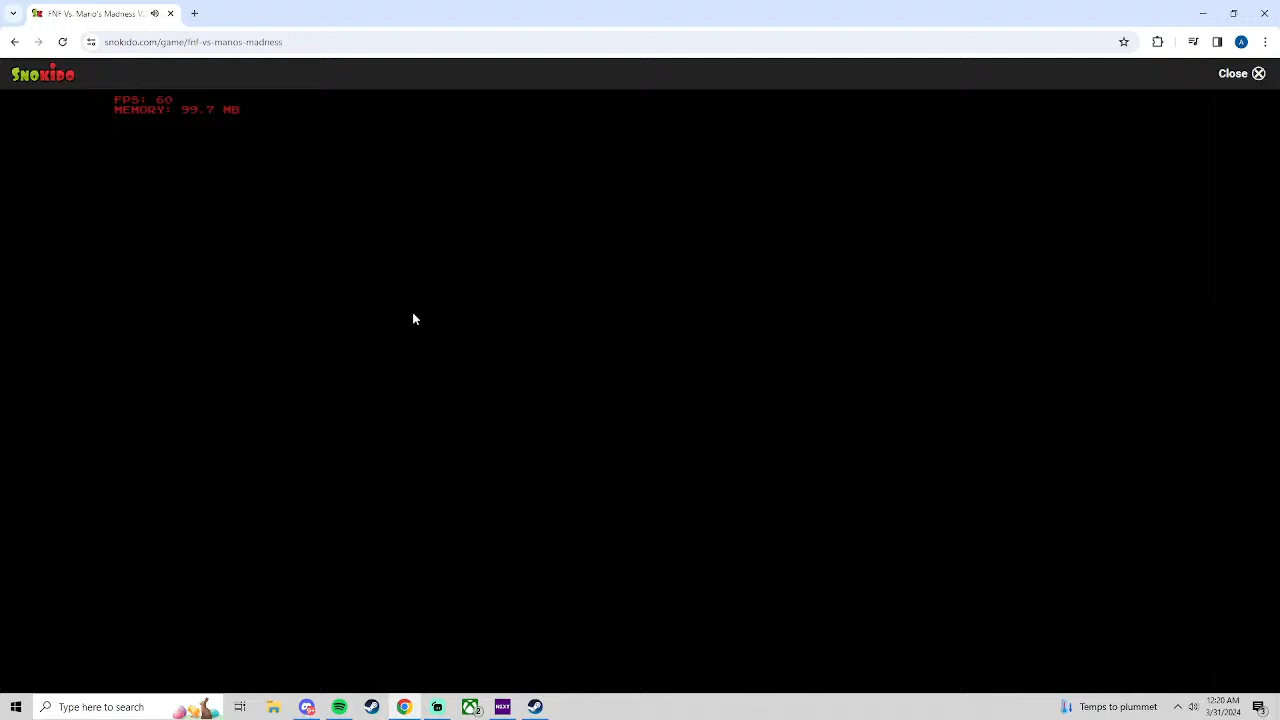 FNF Vs. Mario's Madness V
snokido.com/game/fnf-vs-marios-madness
A
SNOKIDO
Close
FPS: 60
MEMORY: 99.7 MB
Type here to search
NEXT
Temps to plummet
12:20 AM
3/31/2024